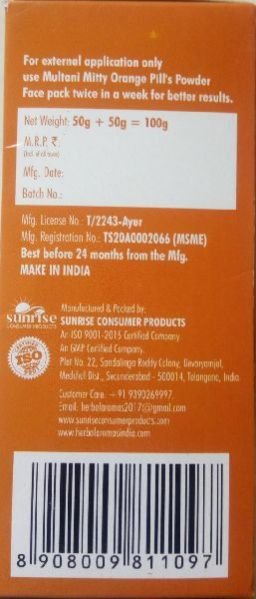 For external application only
use Multani Mitty Orange Pill's Powder
Face pack twice in a week for better results.
Net Weight: 50g + 50g = 100g
M.R.P. ₹:
(Incl. of all taxes)
Mfg. Date:
Batch No.:
Mfg. License No : T/2243-Ayur
Mfg. Registration No.: TS20A0002066 (MSME)
Best before 24 months from the Mfg.
MAKE IN INDIA
sunrise
CONSUMER PRODUCTS
ISO
Manufactured & Packed by:
SUNRISE CONSUMER PRODUCTS
An ISO 9001-2015 Certified Company
An GMP Certified Company.
Plot No. 22, Sandalinga Reddy Colony, Devaryamjal,
Medchal Dist., Secunderabad - 500014, Telangana, India
Customer Care: +91 9390269997
Email: herbalaromas2017@gmail.com
www.sunriseconsumerproducts.com
www.herbalaromasindia.com
8 908009 811097